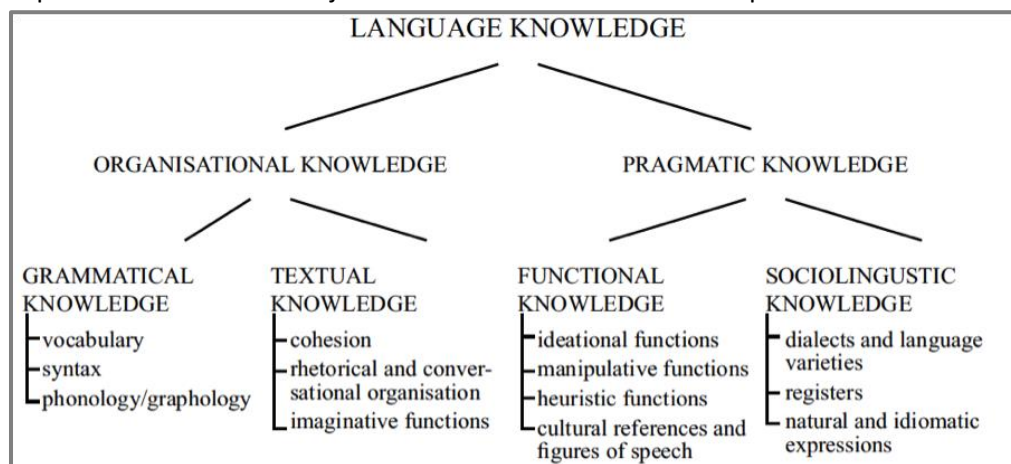 LANGUAGE KNOWLEDGE
ORGANISATIONAL KNOWLEDGE
PRAGMATIC KNOWLEDGE
GRAMMATICAL
KNOWLEDGE
vocabulary
syntax
phonology/graphology
TEXTUAL
KNOWLEDGE
cohesion
rhetorical and conver-
sational organisation
imaginative functions
FUNCTIONAL
KNOWLEDGE
ideational functions
manipulative functions
heuristic functions
cultural references and
figures of speech
SOCIOLINGUSTIC
KNOWLEDGE
dialects and language
varieties
registers
natural and idiomatic
expressions